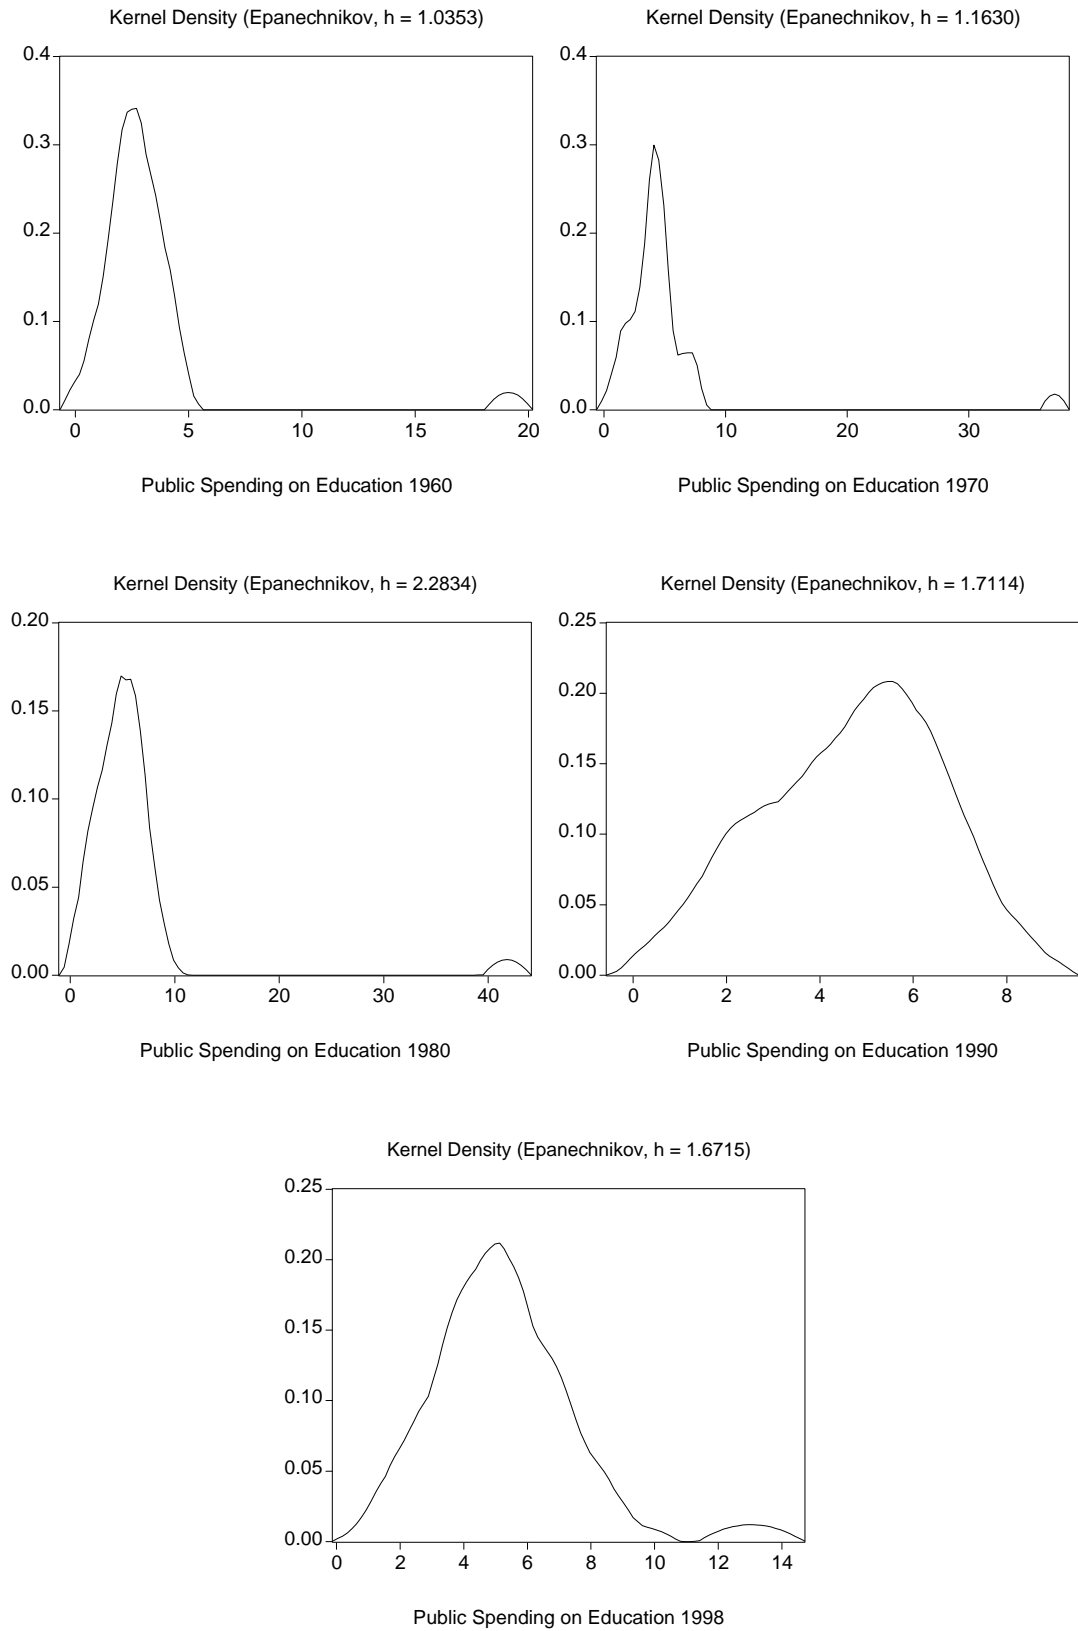 Kernel Density (Epanechnikov, h = 1.0353)
0.4
0.3
0.2
0.1
0.0
0 5 10 15 20
Public Spending on Education 1960
Kernel Density (Epanechnikov, h = 1.1630)
0.4
0.3
0.2
0.1
0.0
0 10 20 30
Public Spending on Education 1970
Kernel Density (Epanechnikov, h = 2.2834)
0.20
0.15
0.10
0.05
0.00
0 10 20 30 40
Public Spending on Education 1980
Kernel Density (Epanechnikov, h = 1.7114)
0.25
0.20
0.15
0.10
0.05
0.00
0 2 4 6 8
Public Spending on Education 1990
Kernel Density (Epanechnikov, h = 1.6715)
0.25
0.20
0.15
0.10
0.05
0.00
0 2 4 6 8 10 12 14
Public Spending on Education 1998